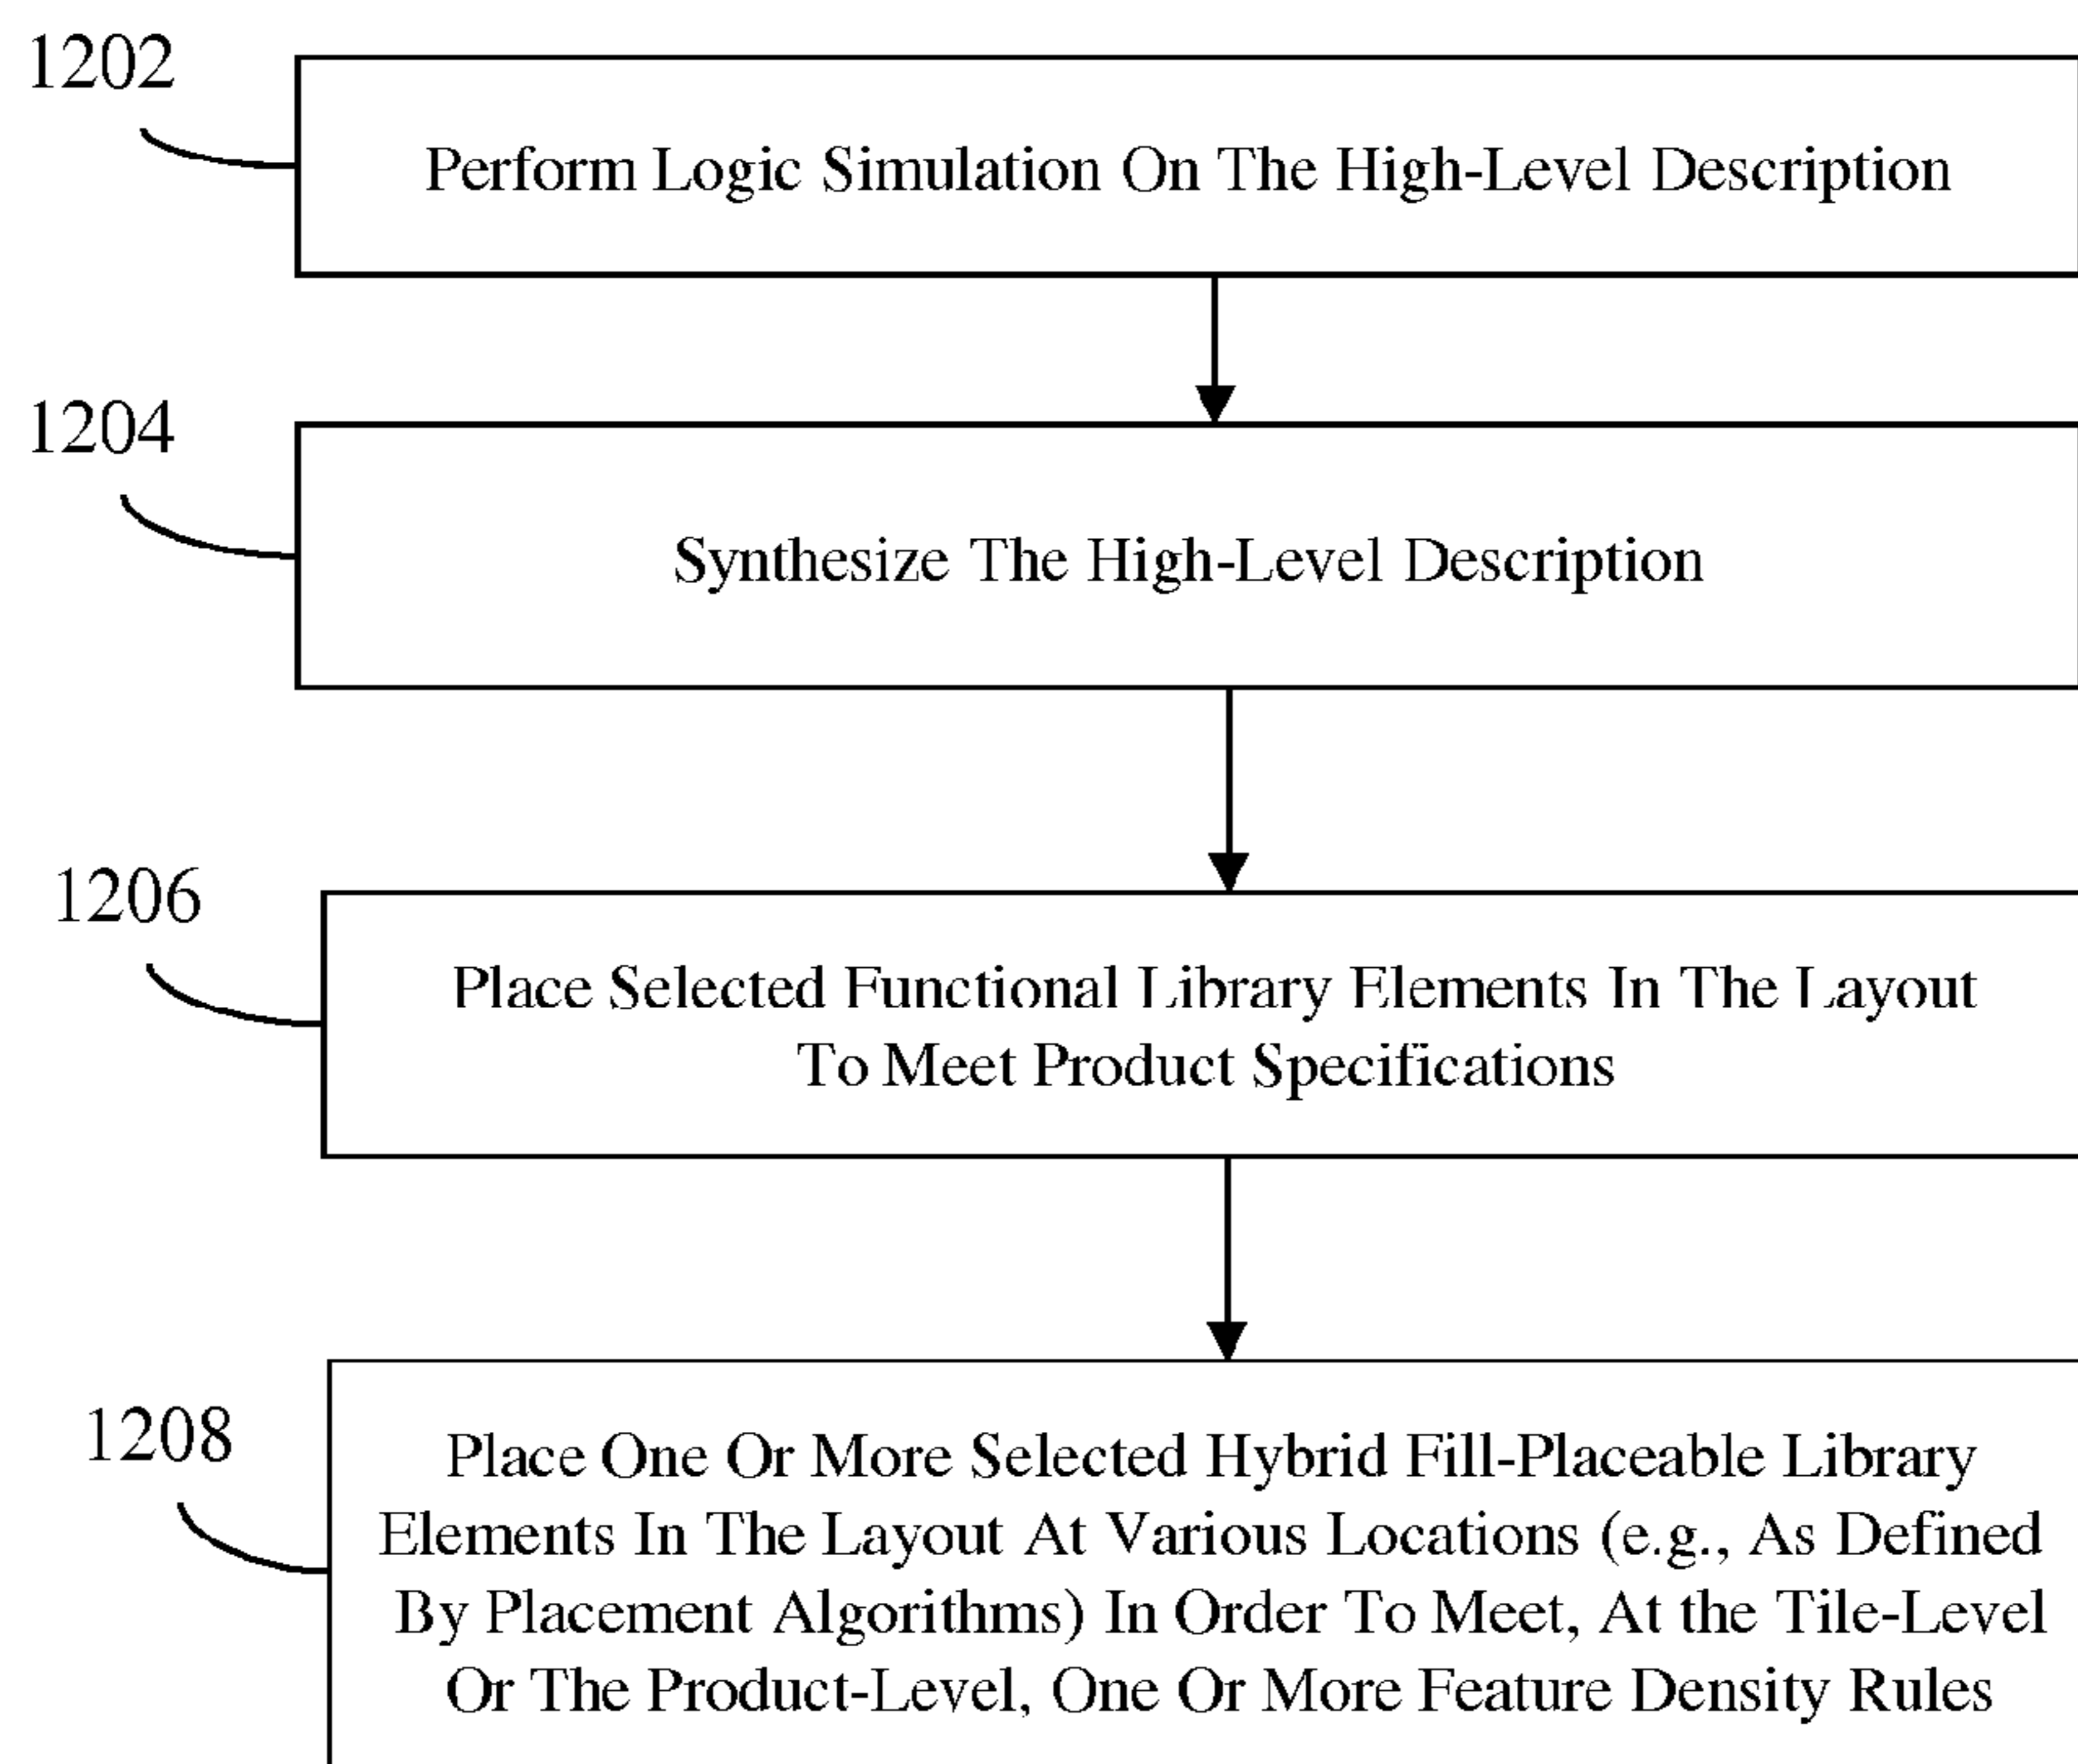 1202
Perform Logic Simulation On The High-Level Description
1204
Synthesize The High-Level Description
1206
Place Selected Functional Library Elements In The Layout
To Meet Product Specifications
1208
Place One Or More Selected Hybrid Fill-Placeable Library
Elements In The Layout At Various Locations (e.g., As Defined
By Placement Algorithms) In Order To Meet, At the Tile-Level
Or The Product-Level, One Or More Feature Density Rules